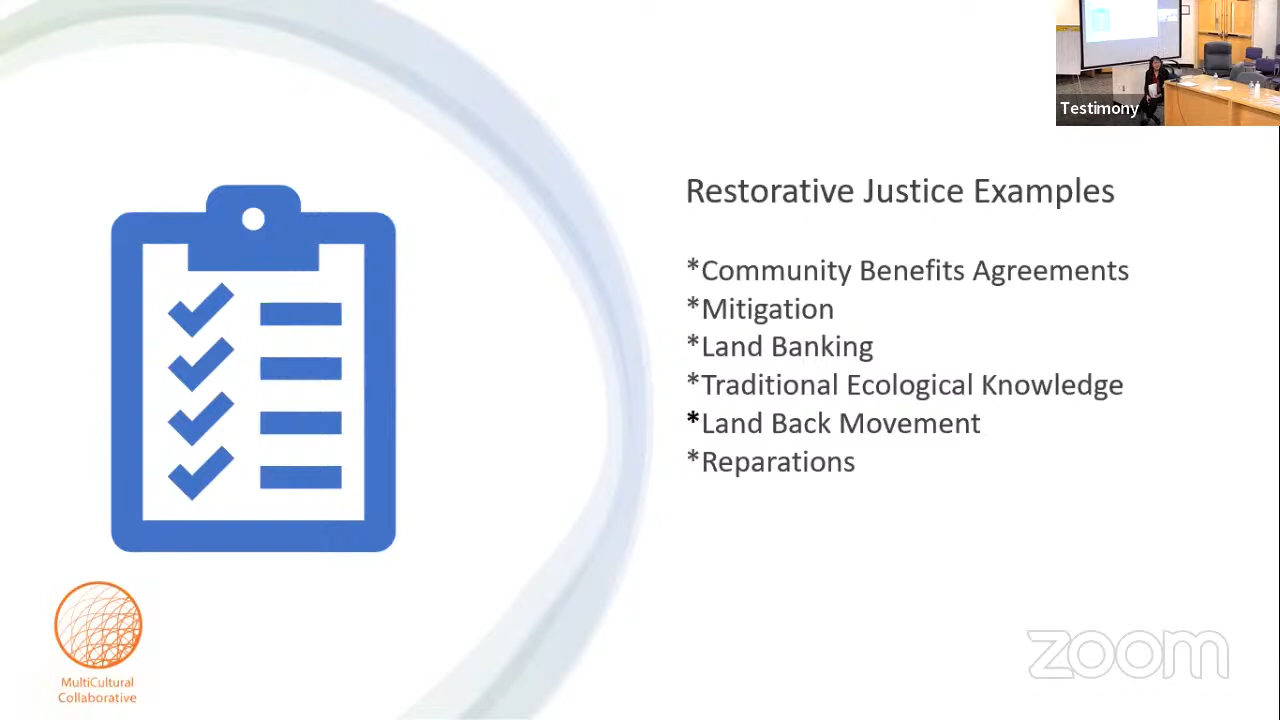 Testimony
Restorative Justice Examples
*Community Benefits Agreements
*Mitigation
*Land Banking
*Traditional Ecological Knowledge
*Land Back Movement
*Reparations
MultiCultural
Collaborative
zoom